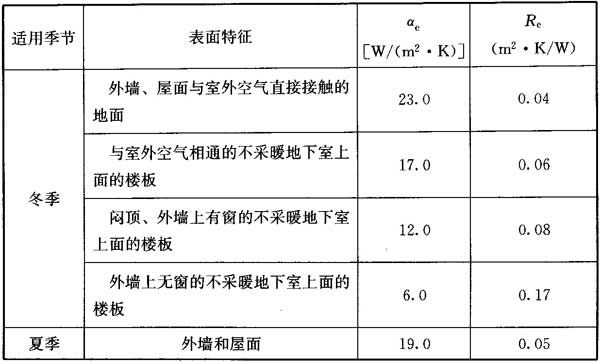 适用季节 表面特征 αe Re
[W/(m²·K)] (m²·K/W)
冬季
外墙、屋面与室外空气直接接触的
地面
23.0 0.04
与室外空气相通的不采暖地下室上
面的楼板
17.0 0.06
闷顶、外墙上有窗的不采暖地下室
上面的楼板
12.0 0.08
外墙上无窗的不采暖地下室上面的
楼板
6.0 0.17
夏季 外墙和屋面 19.0 0.05